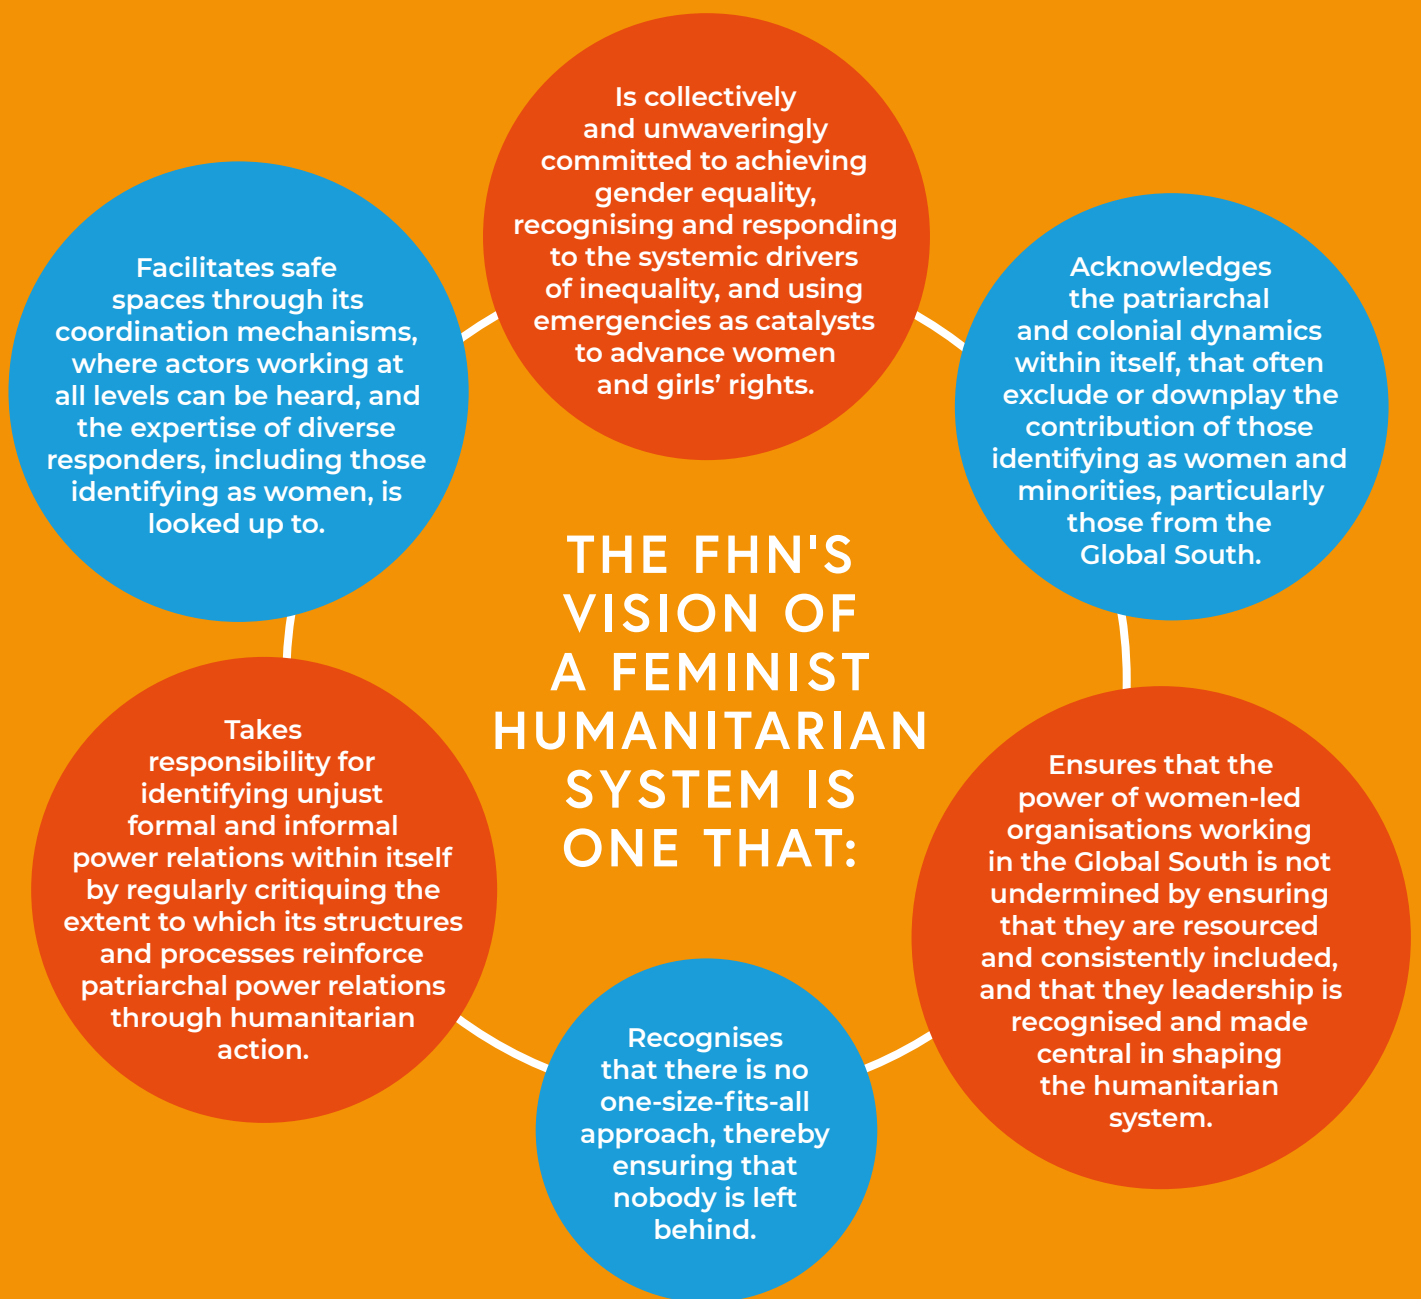 THE FHN'S
VISION OF
A FEMINIST
HUMANITARIAN
SYSTEM IS
ONE THAT:
Is collectively
and unwaveringly
committed to achieving
gender equality,
recognising and responding
to the systemic drivers
of inequality, and using
emergencies as catalysts
to advance women
and girls’ rights.
Acknowledges
the patriarchal
and colonial dynamics
within itself, that often
exclude or downplay the
contribution of those
identifying as women and
minorities, particularly
those from the
Global South.
Ensures that the
power of women-led
organisations working
in the Global South is not
undermined by ensuring
that they are resourced
and consistently included,
and that they leadership is
recognised and made
central in shaping
the humanitarian
system.
Recognises
that there is no
one-size-fits-all
approach, thereby
ensuring that
nobody is left
behind.
Takes
responsibility for
identifying unjust
formal and informal
power relations within itself
by regularly critiquing the
extent to which its structures
and processes reinforce
patriarchal power relations
through humanitarian
action.
Facilitates safe
spaces through its
coordination mechanisms,
where actors working at
all levels can be heard, and
the expertise of diverse
responders, including those
identifying as women, is
looked up to.